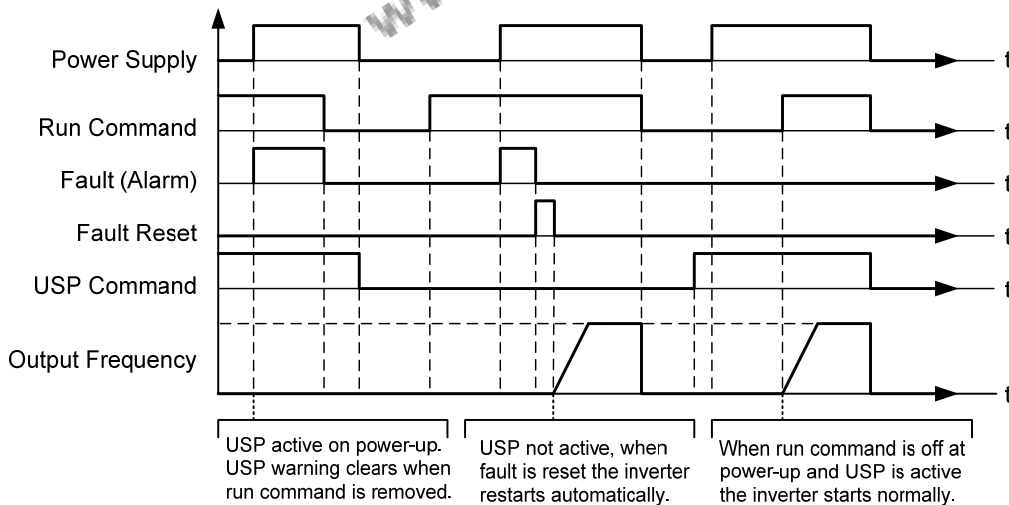 Power Supply
t
Run Command
t
Fault (Alarm)
t
Fault Reset
t
USP Command
t
Output Frequency
t
USP active on power-up.
USP warning clears when
run command is removed.
USP not active, when
fault is reset the inverter
restarts automatically.
When run command is off at
power-up and USP is active
the inverter starts normally.